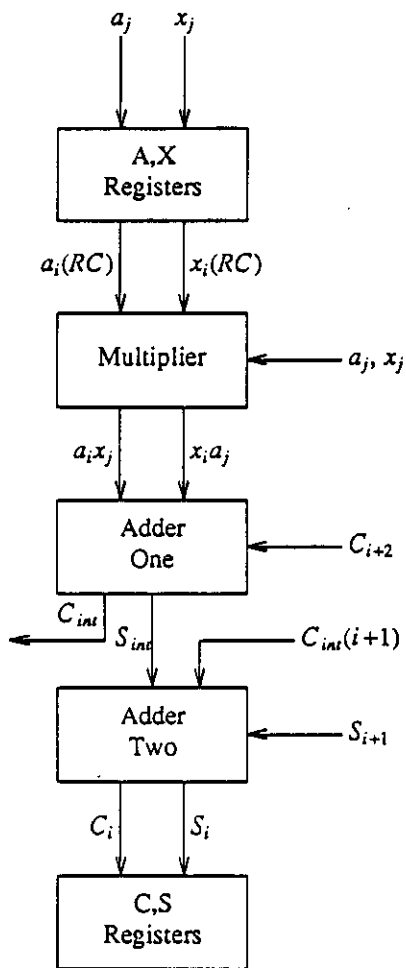 a_j x_j
A,X
Registers
a_i(RC) x_i(RC)
Multiplier
a_j, x_j
a_i x_j x_i a_j
Adder
One
C_{i+2}
C_{int}
S_{int}
C_{int}(i+1)
Adder
Two
S_{i+1}
C_i S_i
C,S
Registers